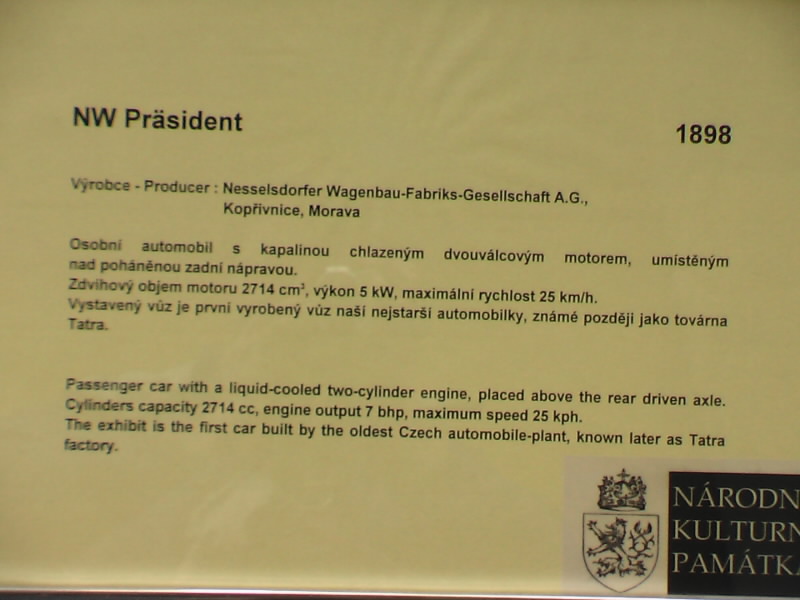 NW Präsident
1898
Výrobce - Producer : Nesselsdorfer Wagenbau-Fabriks-Gesellschaft A.G.,
Kopřivnice, Morava
Osobní automobil s kapalinou chlazeným dvouválcovým motorem, umístěným
nad poháněnou zadní nápravou.
Zdvihový objem motoru 2714 cm³, výkon 5 kW, maximální rychlost 25 km/h.
Vystavený vůz je první vyrobený vůz naší nejstarší automobilky, známé později jako továrna
Tatra.
Passenger car with a liquid-cooled two-cylinder engine, placed above the rear driven axle.
Cylinders capacity 2714 cc, engine output 7 bhp, maximum speed 25 kph.
The exhibit is the first car built by the oldest Czech automobile-plant, known later as Tatra
factory.
NÁRODN
KULTURN
PAMÁTKA